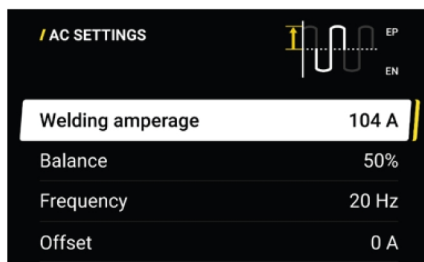 / AC SETTINGS
EP
EN
Welding amperage 104 A
Balance 50%
Frequency 20 Hz
Offset 0 A